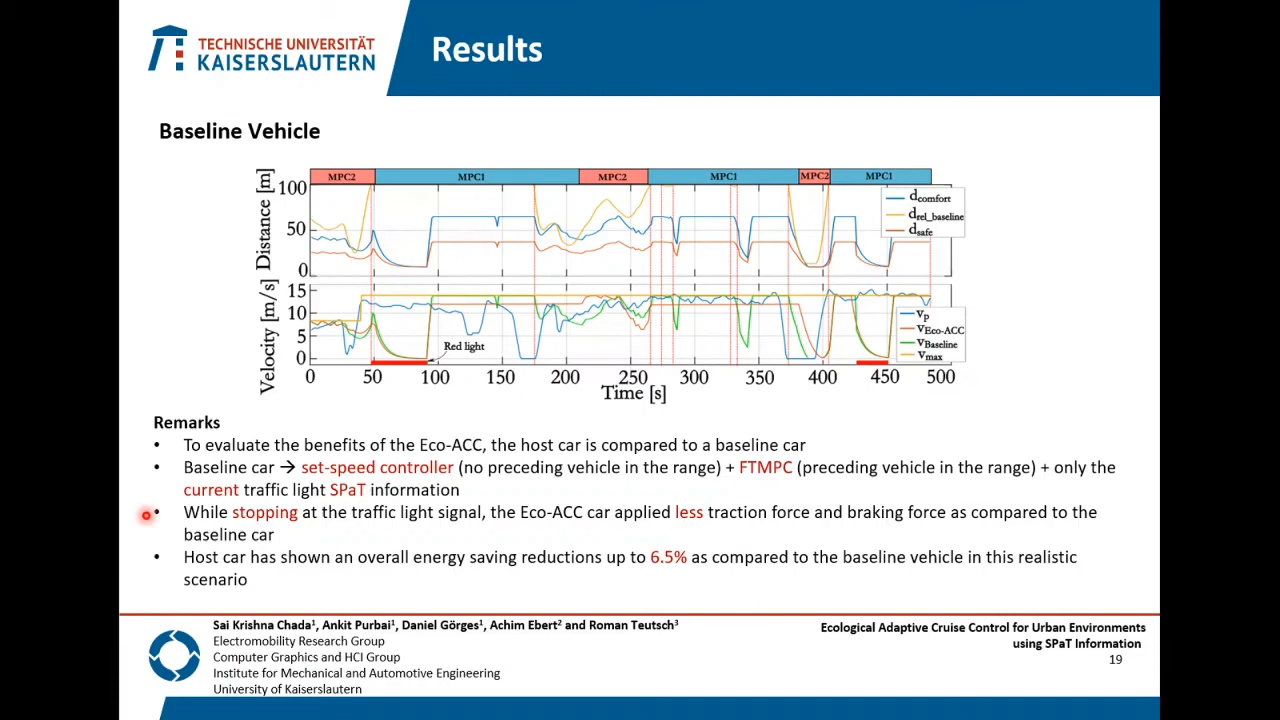 TECHNISCHE UNIVERSITÄT
KAISERSLAUTERN
Results
Baseline Vehicle
MPC2 MPC1 MPC2 MPC1 MPC2 MPC1
Distance [m]
100
50
0
dcomfort
drel_baseline
dsafe
Velocity [m/s]
15
10
5
0
Red light
vp
vEco-ACC
vBaseline
vmax
0 50 100 150 200 250 300 350 400 450 500
Time [s]
Remarks
• To evaluate the benefits of the Eco-ACC, the host car is compared to a baseline car
• Baseline car → set-speed controller (no preceding vehicle in the range) + FTMPC (preceding vehicle in the range) + only the
current traffic light SPaT information
• While stopping at the traffic light signal, the Eco-ACC car applied less traction force and braking force as compared to the
baseline car
• Host car has shown an overall energy saving reductions up to 6.5% as compared to the baseline vehicle in this realistic
scenario
Sai Krishna Chada¹, Ankit Purbai¹, Daniel Görges¹, Achim Ebert² and Roman Teutsch³
Electromobility Research Group
Computer Graphics and HCI Group
Institute for Mechanical and Automotive Engineering
University of Kaiserslautern
Ecological Adaptive Cruise Control for Urban Environments
using SPaT Information
19